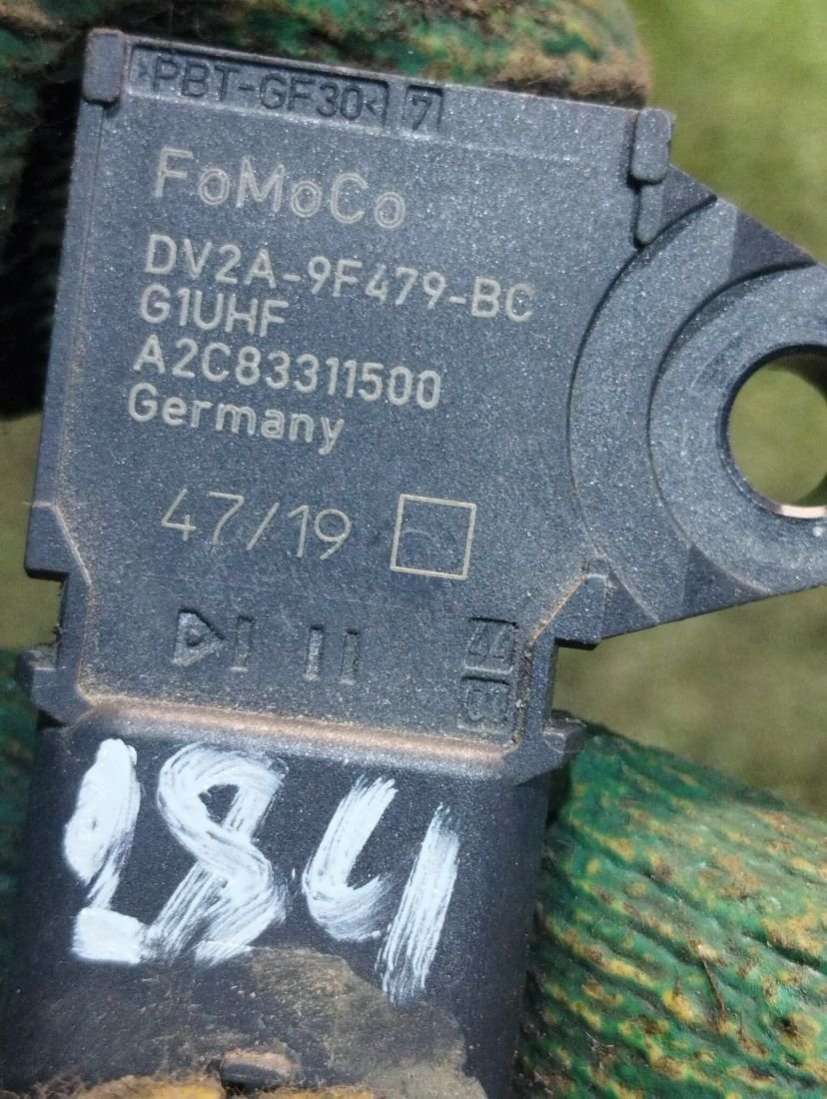 >PBT-GF30< 7
FoMoCo
DV2A-9F479-BC
G1UHF
A2C83311500
Germany
47/19
184